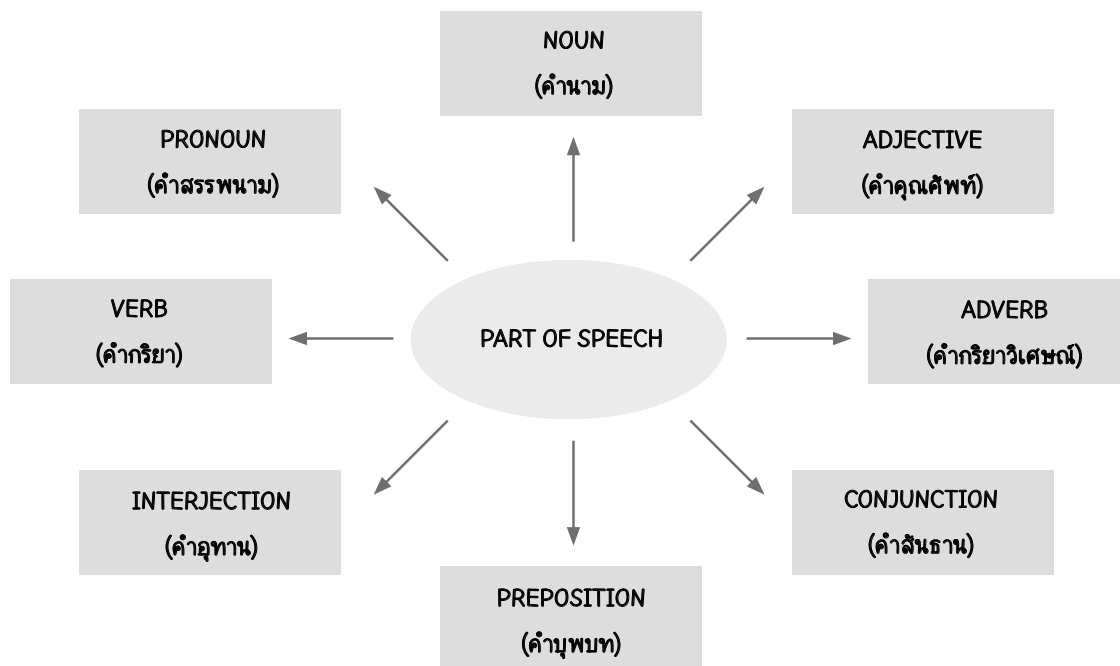 NOUN
(คำนาม)
PRONOUN
(คำสรรพนาม)
ADJECTIVE
(คำคุณศัพท์)
VERB
(คำกริยา)
PART OF SPEECH
ADVERB
(คำกริยาวิเศษณ์)
INTERJECTION
(คำอุทาน)
CONJUNCTION
(คำสันธาน)
PREPOSITION
(คำบุพบท)